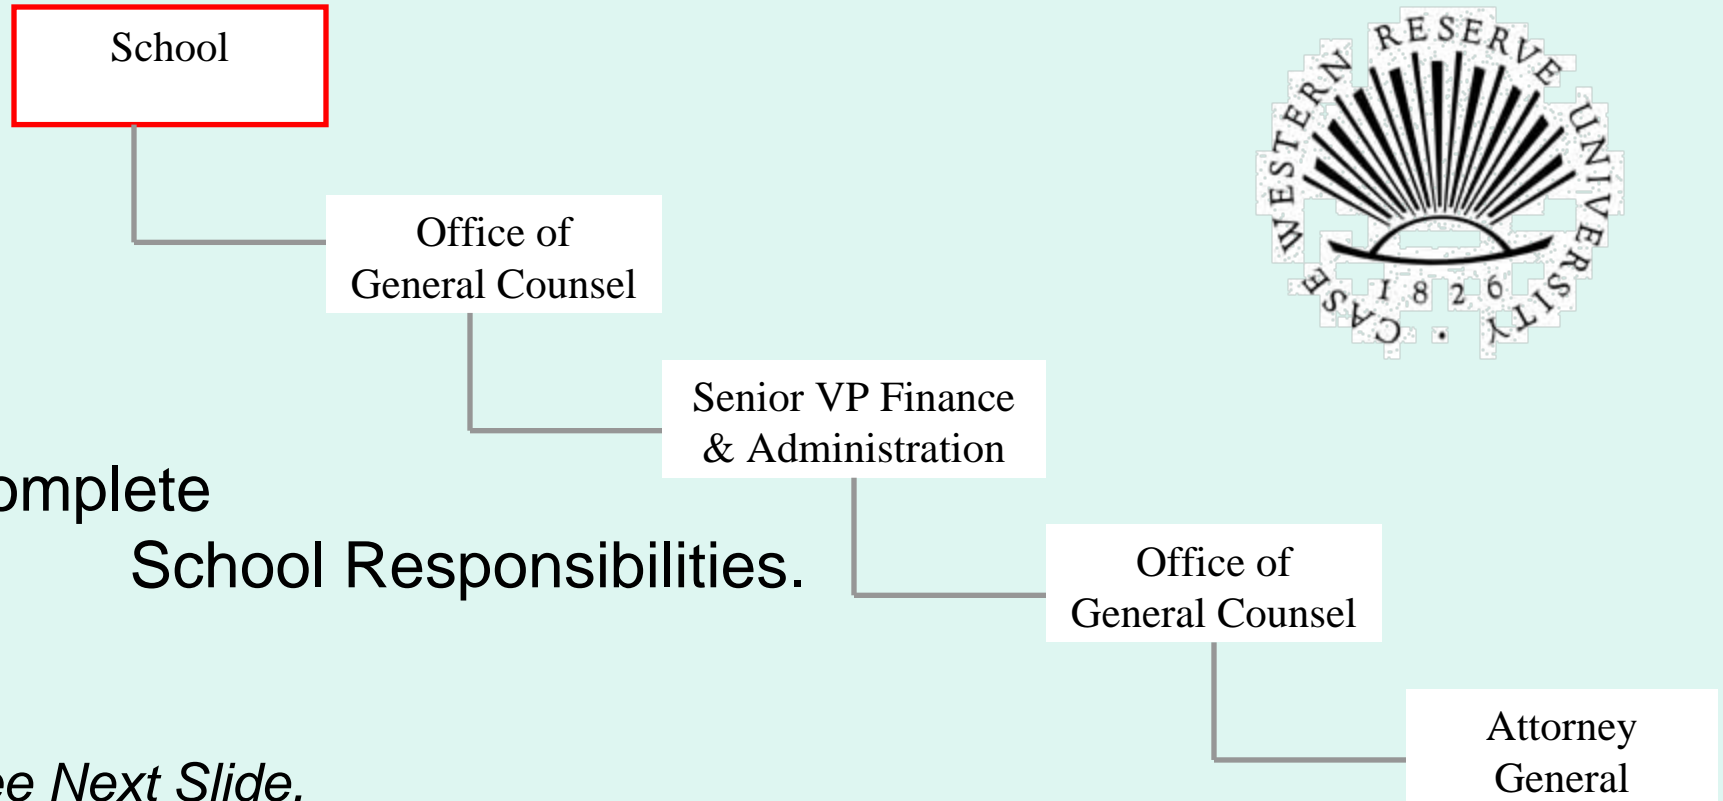 School
CASE WESTERN RESERVE UNIVERSITY
1826
Office of
General Counsel
Senior VP Finance
& Administration
omplete
School Responsibilities.
Office of
General Counsel
Attorney
General
ee Next Slide.